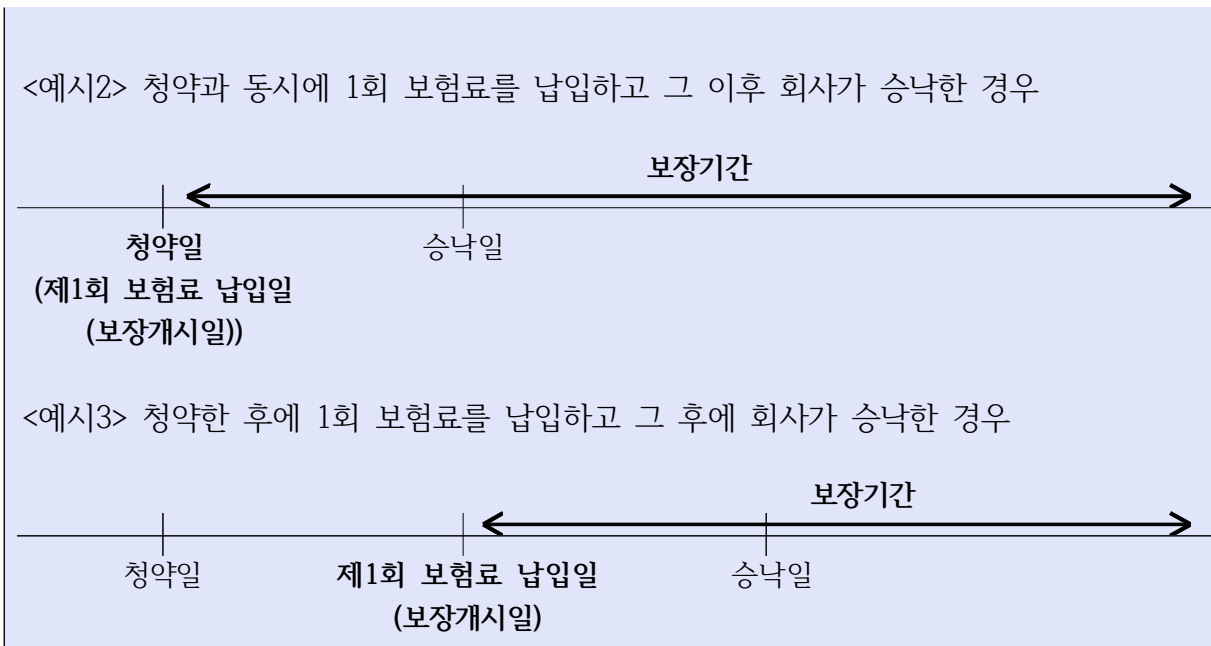 <예시2> 청약과 동시에 1회 보험료를 납입하고 그 이후 회사가 승낙한 경우
보장기간
청약일 승낙일
(제1회 보험료 납입일
(보장개시일))
<예시3> 청약한 후에 1회 보험료를 납입하고 그 후에 회사가 승낙한 경우
보장기간
청약일 제1회 보험료 납입일 승낙일
(보장개시일)